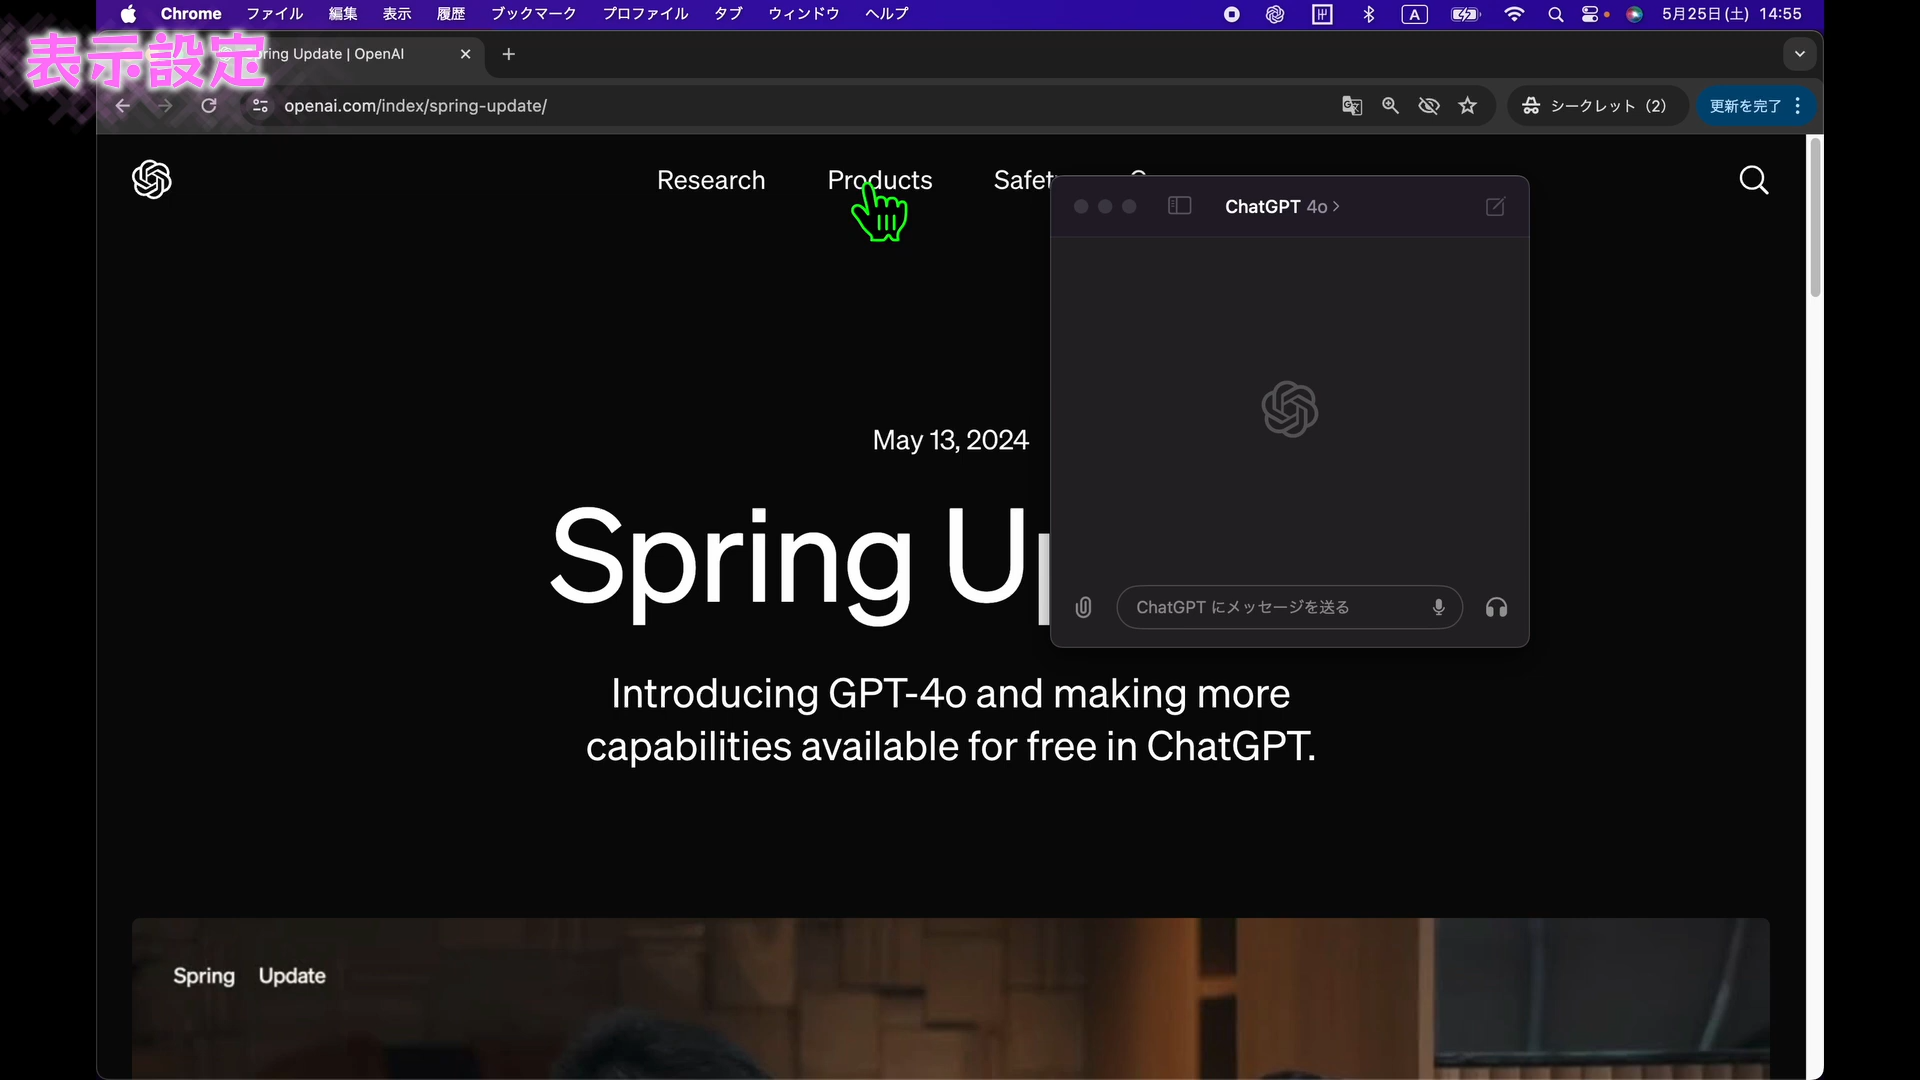 Chrome ファイル 編集 表示 履歴 ブックマーク プロファイル タブ ウィンドウ ヘルプ A 5月25日(土) 14:55
表示設定
ring Update | OpenAI
openai.com/index/spring-update/ シークレット (2) 更新を完了
Research Products Safet
ChatGPT 4o
May 13, 2024
Spring Up
ChatGPT にメッセージを送る
Introducing GPT-4o and making more
capabilities available for free in ChatGPT.
Spring Update